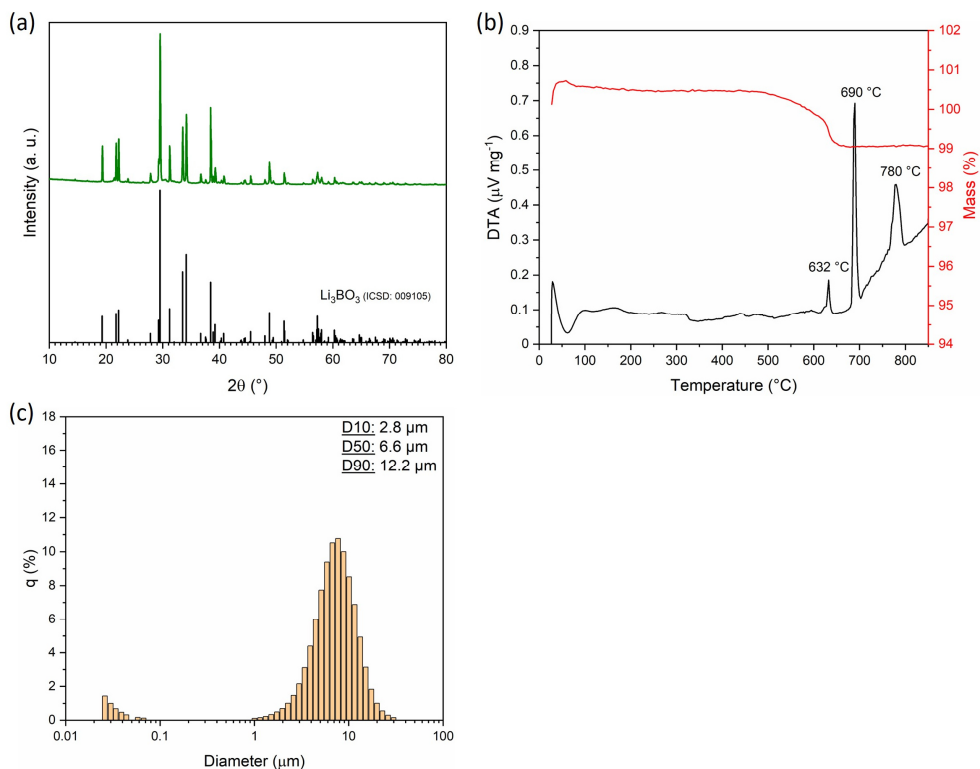 (a)
Intensity (a. u.)
Li₃BO₃ (ICSD: 009105)
10 20 30 40 50 60 70 80
2θ (°)
(b)
0.9
0.8
0.7
0.6
0.5
0.4
0.3
0.2
0.1
0
DTA (μV mg⁻¹)
690 °C
780 °C
632 °C
102
101
100
99
98
97
96
95
94
Mass (%)
0 100 200 300 400 500 600 700 800
Temperature (°C)
(c)
18
16
14
12
10
8
6
4
2
0
q (%)
D10: 2.8 µm
D50: 6.6 µm
D90: 12.2 µm
0.01 0.1 1 10 100
Diameter (μm)